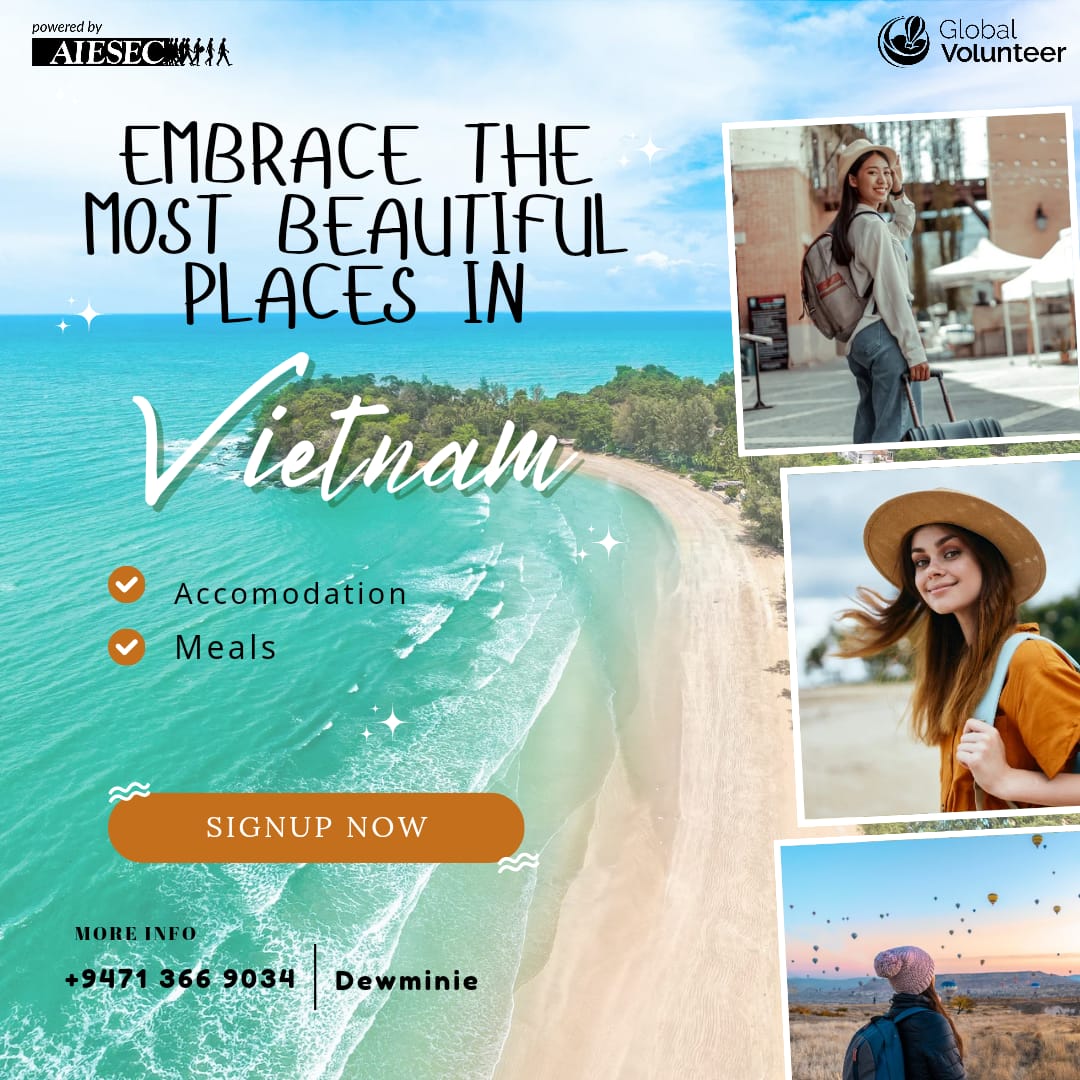 powered by
AIESEC
Global
Volunteer
EMBRACE THE
MOST BEAUTIFUL
PLACES IN
Vietnam
Accomodation
Meals
SIGNUP NOW
MORE INFO
+9471 366 9034
Dewminie